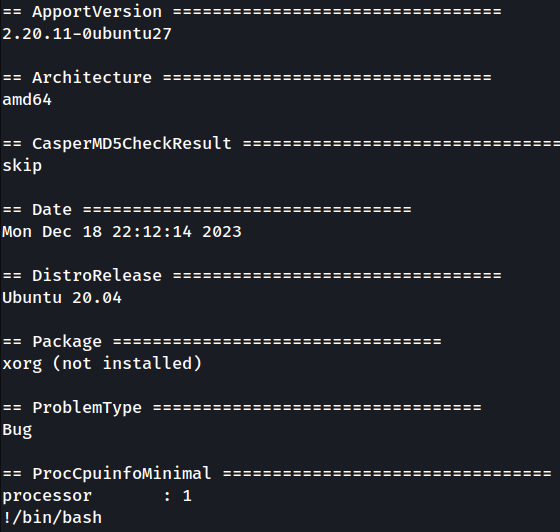 == ApportVersion =================================
2.20.11-0ubuntu27
== Architecture =================================
amd64
== CasperMD5CheckResult ================================
skip
== Date =================================
Mon Dec 18 22:12:14 2023
== DistroRelease =================================
Ubuntu 20.04
== Package =================================
xorg (not installed)
== ProblemType =================================
Bug
== ProcCpuinfoMinimal =================================
processor       : 1
!/bin/bash